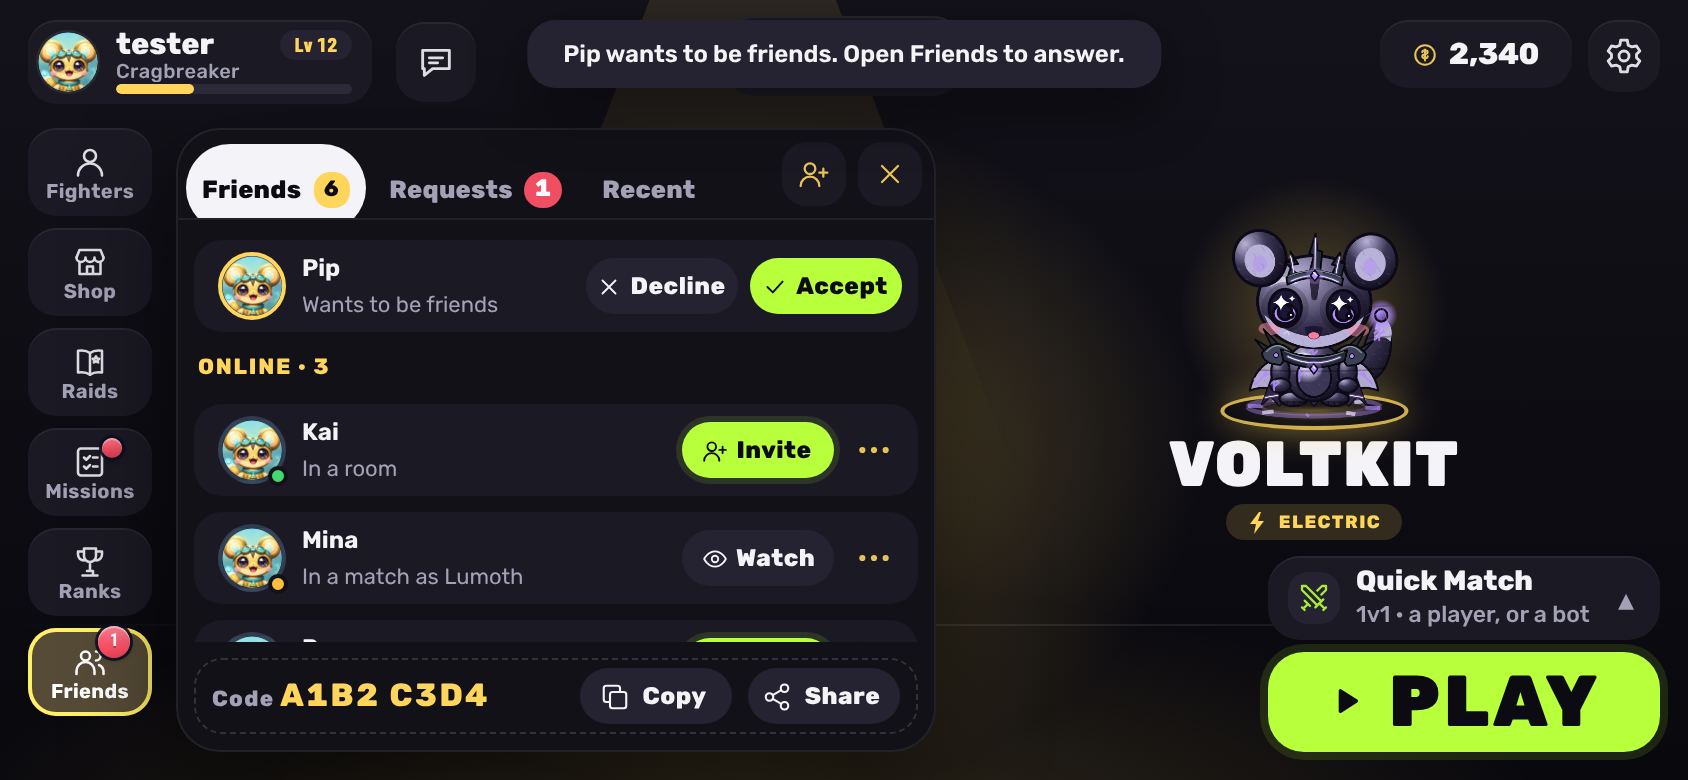 tester
Lv 12
Cragbreaker
Pip wants to be friends. Open Friends to answer.
2,340
Fighters
Shop
Raids
Missions
Ranks
1
Friends
Friends 6
Requests 1
Recent
Pip
Wants to be friends
Decline
Accept
ONLINE • 3
Kai
In a room
Invite
Mina
In a match as Lumoth
Watch
Code A1B2 C3D4
Copy
Share
VOLTKIT
ELECTRIC
Quick Match
1v1 • a player, or a bot
PLAY